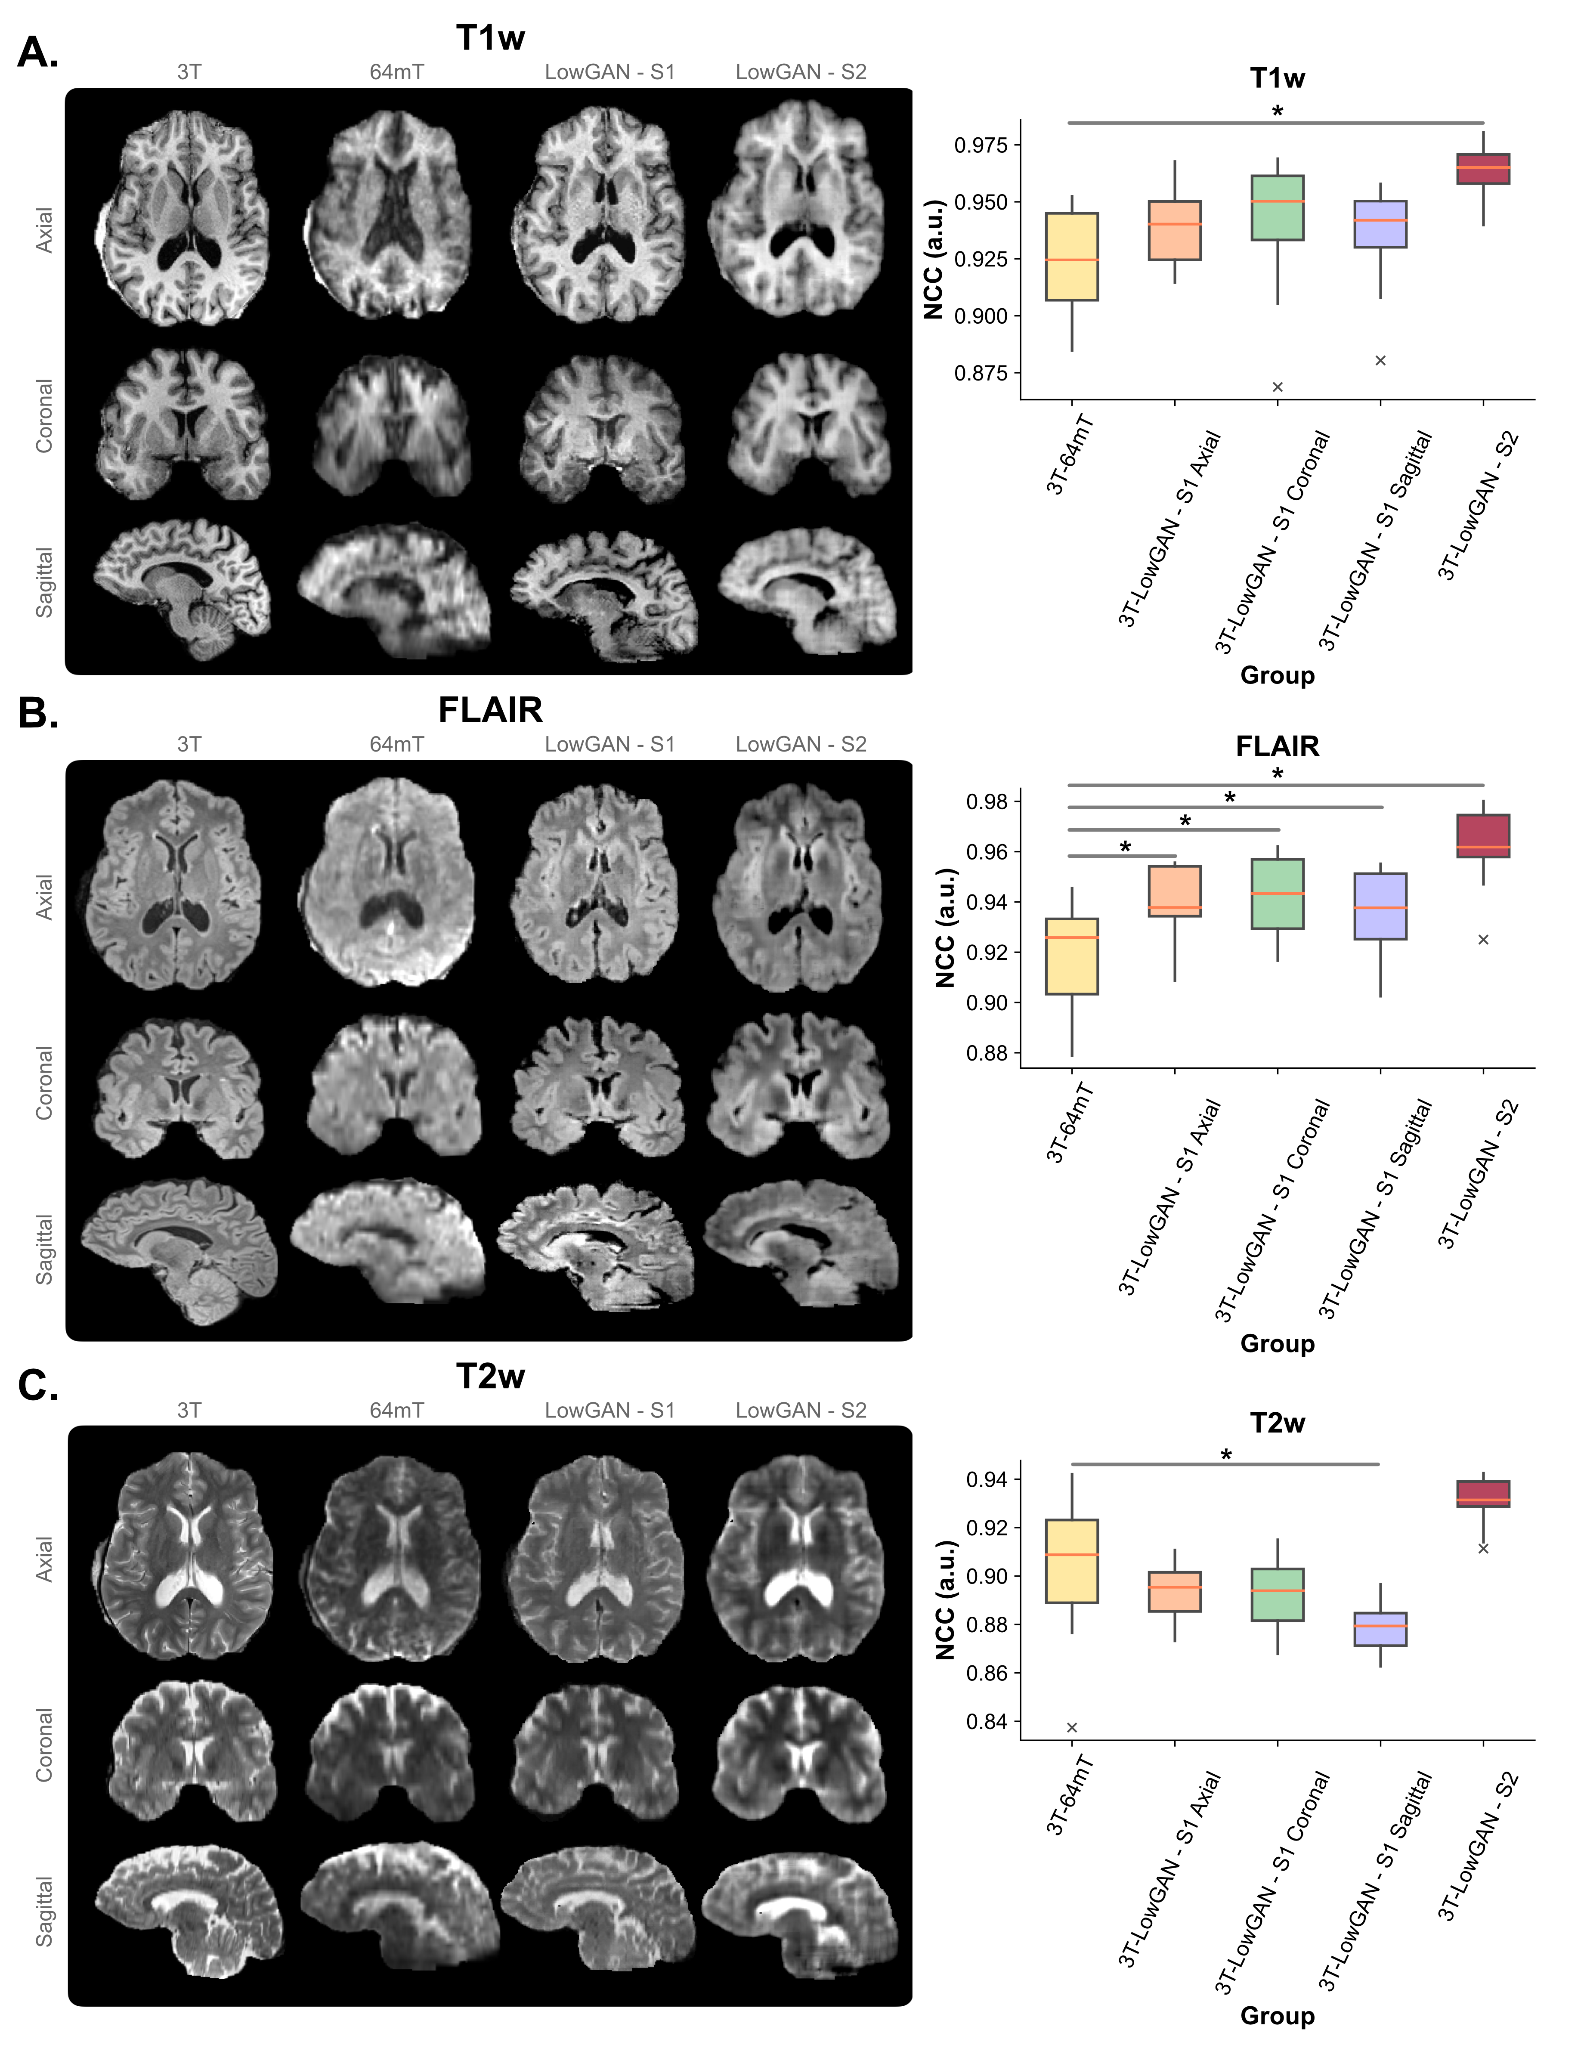 A.
T1w
3T 64mT LowGAN - S1 LowGAN - S2
Axial
Coronal
Sagittal
T1w
*
NCC (a.u.)
0.975
0.950
0.925
0.900
0.875
3T-64mT
3T-LowGAN - S1 Axial
3T-LowGAN - S1 Coronal
3T-LowGAN - S1 Sagittal
3T-LowGAN - S2
Group
B.
FLAIR
3T 64mT LowGAN - S1 LowGAN - S2
Axial
Coronal
Sagittal
FLAIR
*
*
*
*
NCC (a.u.)
0.98
0.96
0.94
0.92
0.90
0.88
3T-64mT
3T-LowGAN - S1 Axial
3T-LowGAN - S1 Coronal
3T-LowGAN - S1 Sagittal
3T-LowGAN - S2
Group
C.
T2w
3T 64mT LowGAN - S1 LowGAN - S2
Axial
Coronal
Sagittal
T2w
*
NCC (a.u.)
0.94
0.92
0.90
0.88
0.86
0.84
3T-64mT
3T-LowGAN - S1 Axial
3T-LowGAN - S1 Coronal
3T-LowGAN - S1 Sagittal
3T-LowGAN - S2
Group